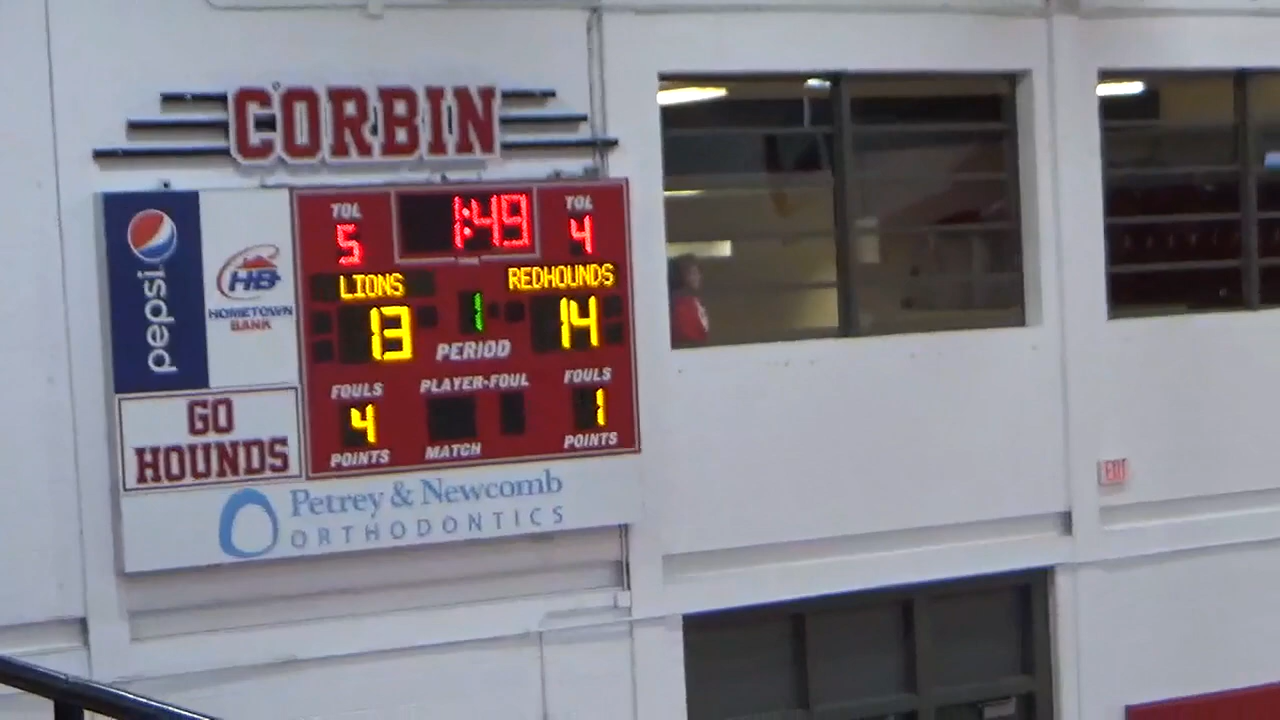 CORBIN
pepsi
HB
HOMETOWN
BANK
GO
HOUNDS
TOL 1:49 TOL
5 4
LIONS REDHOUNDS
13 1 14
PERIOD
FOULS PLAYER-FOUL FOULS
4 1
POINTS MATCH POINTS
Petrey & Newcomb
ORTHODONTICS
EXIT